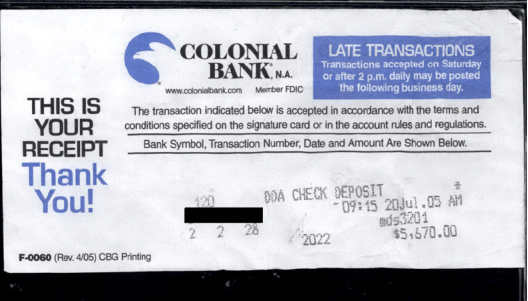 COLONIAL
BANK, N.A.
www.colonialbank.com Member FDIC
LATE TRANSACTIONS
Transactions accepted on Saturday
or after 2 p.m. daily may be posted
the following business day.
THIS IS
YOUR
RECEIPT
Thank
You!
The transaction indicated below is accepted in accordance with the terms and
conditions specified on the signature card or in the account rules and regulations.
Bank Symbol, Transaction Number, Date and Amount Are Shown Below.
120 DDA CHECK DEPOSIT *
09:15 20Jul.05 AM
mds3201
2 2 28 2022 $5,670.00
F-0060 (Rev. 4/05) CBG Printing